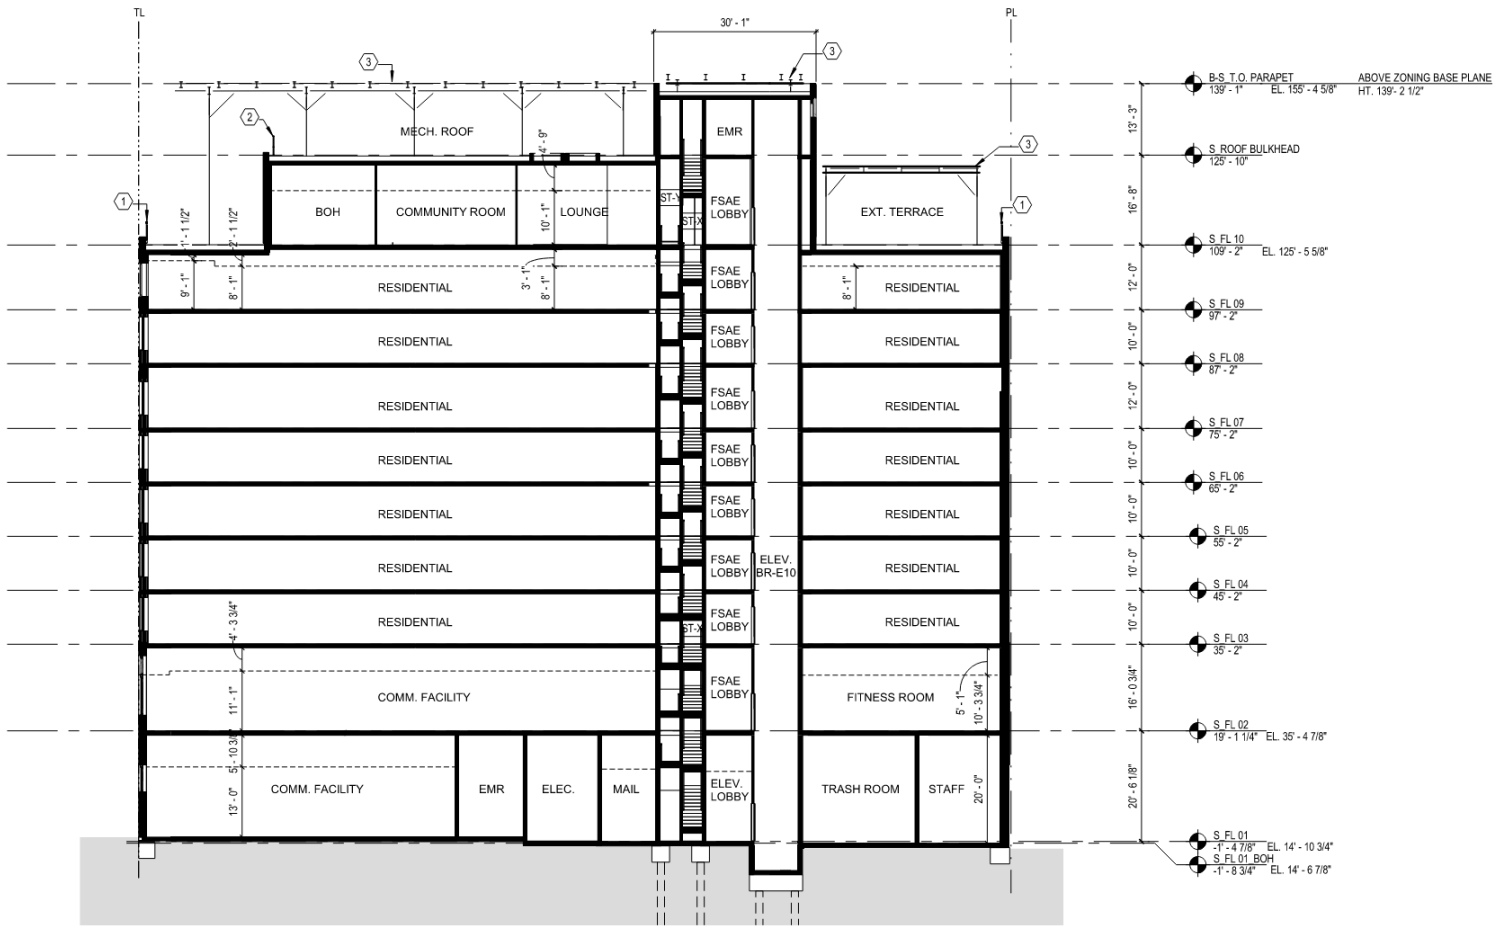 TL
PL
30' - 1"
3
3
B-S_T.O. PARAPET
139' - 1" EL. 155' - 4 5/8"
ABOVE ZONING BASE PLANE
HT. 139'- 2 1/2"
13' - 3"
2
MECH. ROOF
4' - 9"
EMR
3
S_ROOF BULKHEAD
125' - 10"
16' - 8"
1
BOH
COMMUNITY ROOM
LOUNGE
10' - 1"
ST-Y
ST-X
FSAE
LOBBY
EXT. TERRACE
1
S_FL 10
109' - 2" EL. 125' - 5 5/8"
1' - 1 1/2"
2' - 1 1/2"
9' - 1"
8' - 1"
3' - 1"
8' - 1"
RESIDENTIAL
FSAE
LOBBY
8' - 1"
RESIDENTIAL
12' - 0"
S_FL 09
97' - 2"
RESIDENTIAL
FSAE
LOBBY
RESIDENTIAL
10' - 0"
S_FL 08
87' - 2"
RESIDENTIAL
FSAE
LOBBY
RESIDENTIAL
12' - 0"
S_FL 07
75' - 2"
RESIDENTIAL
FSAE
LOBBY
RESIDENTIAL
10' - 0"
S_FL 06
65' - 2"
RESIDENTIAL
FSAE
LOBBY
RESIDENTIAL
10' - 0"
S_FL 05
55' - 2"
RESIDENTIAL
FSAE
LOBBY
ELEV.
BR-E10
RESIDENTIAL
10' - 0"
S_FL 04
45' - 2"
RESIDENTIAL
FSAE
LOBBY
ST-X
RESIDENTIAL
10' - 0"
S_FL 03
35' - 2"
4' - 3 3/4"
11' - 1"
COMM. FACILITY
FSAE
LOBBY
FITNESS ROOM
5' - 1"
10' - 3 3/4"
16' - 0 3/4"
S_FL 02
19' - 1 1/4" EL. 35' - 4 7/8"
5' - 10 3/8"
13' - 0"
COMM. FACILITY
EMR
ELEC.
MAIL
ELEV.
LOBBY
TRASH ROOM
STAFF
20' - 0"
20' - 6 1/8"
S_FL 01
-1' - 4 7/8" EL. 14' - 10 3/4"
S_FL 01_BOH
-1' - 8 3/4" EL. 14' - 6 7/8"